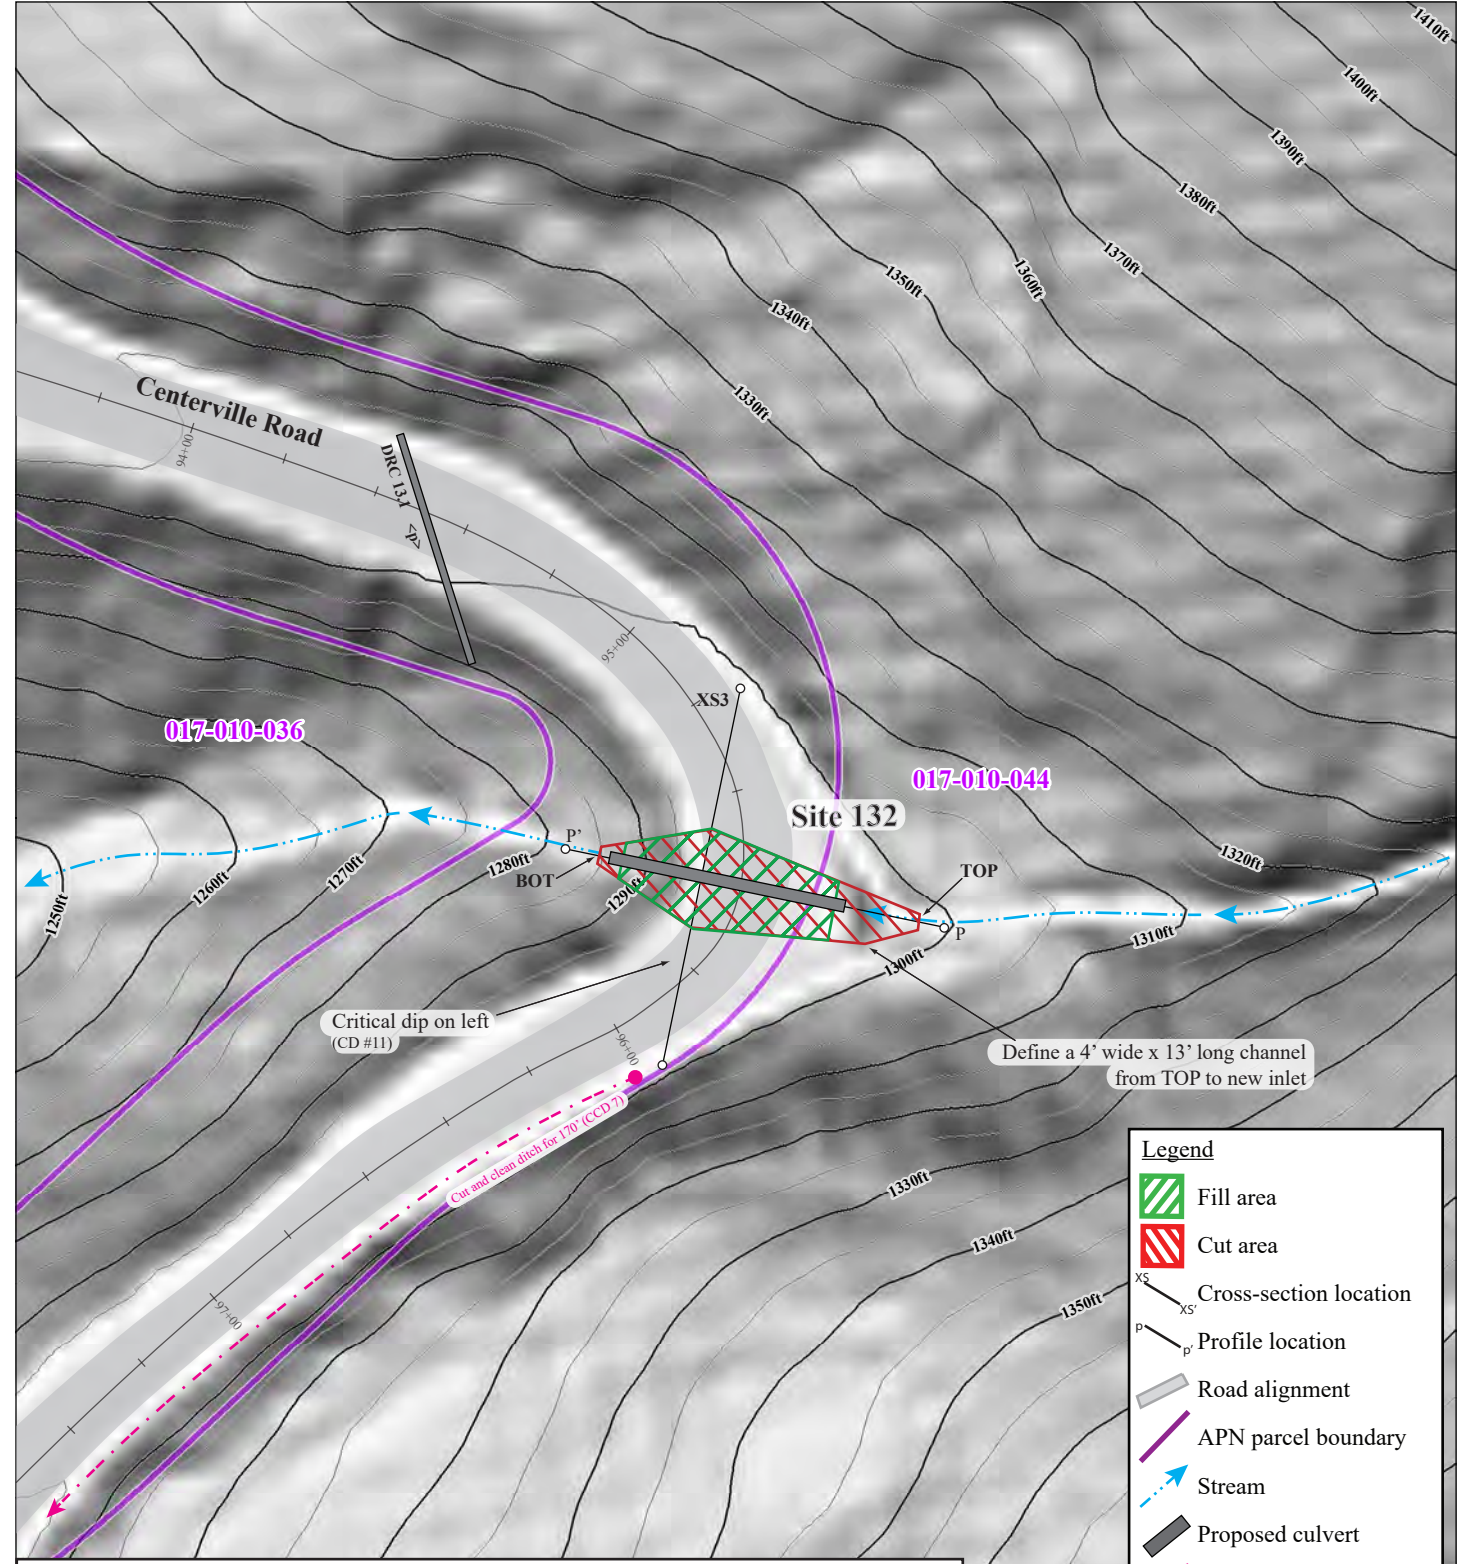 1410ft
1400ft
1390ft
1380ft
1370ft
1360ft
1350ft
1340ft
1330ft
Centerville Road
94+00
DRC 13.1 <p>
95+00
XS3
017-010-036
017-010-044
Site 132
P'
BOT
TOP
P
1280ft
1290ft
1270ft
1260ft
1250ft
1300ft
1310ft
1320ft
Critical dip on left
(CD #11)
96+00
Define a 4' wide x 13' long channel
from TOP to new inlet
Cut and clean ditch for 170' (CCD 7)
97+00
1330ft
1340ft
1350ft
Legend
Fill area
Cut area
XS
XS'
Cross-section location
P
P'
Profile location
Road alignment
APN parcel boundary
Stream
Proposed culvert